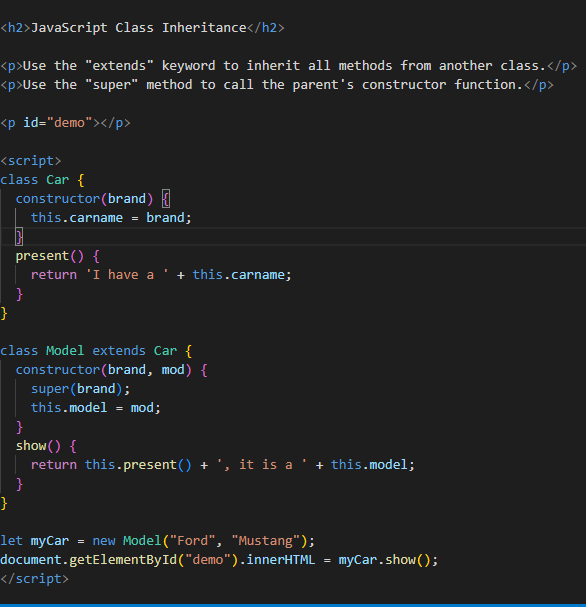 <h2>JavaScript Class Inheritance</h2>
<p>Use the "extends" keyword to inherit all methods from another class.</p>
<p>Use the "super" method to call the parent's constructor function.</p>
<p id="demo"></p>
<script>
class Car {
  constructor(brand) {
    this.carname = brand;
  }
  present() {
    return 'I have a ' + this.carname;
  }
}
class Model extends Car {
  constructor(brand, mod) {
    super(brand);
    this.model = mod;
  }
  show() {
    return this.present() + ', it is a ' + this.model;
  }
}
let myCar = new Model("Ford", "Mustang");
document.getElementById("demo").innerHTML = myCar.show();
</script>